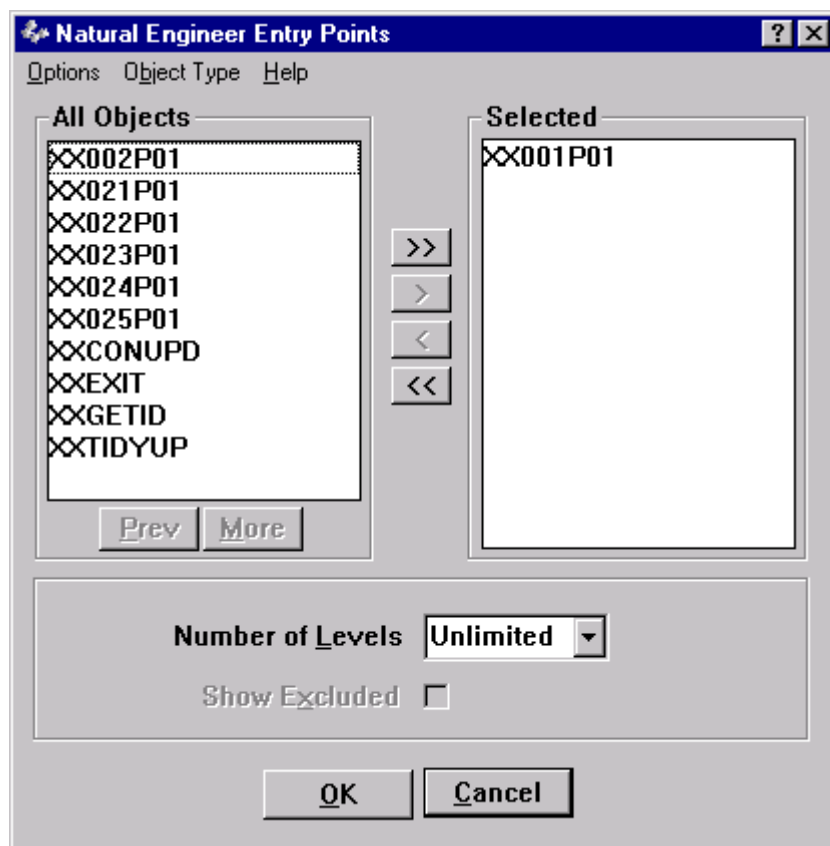 Natural Engineer Entry Points
Options Object Type Help
All Objects
XX002P01
XX021P01
XX022P01
XX023P01
XX024P01
XX025P01
XXCONUPD
XXEXIT
XXGETID
XXTIDYUP
Prev More
>>
>
<
<<
Selected
XX001P01
Number of Levels Unlimited
Show Excluded
OK Cancel